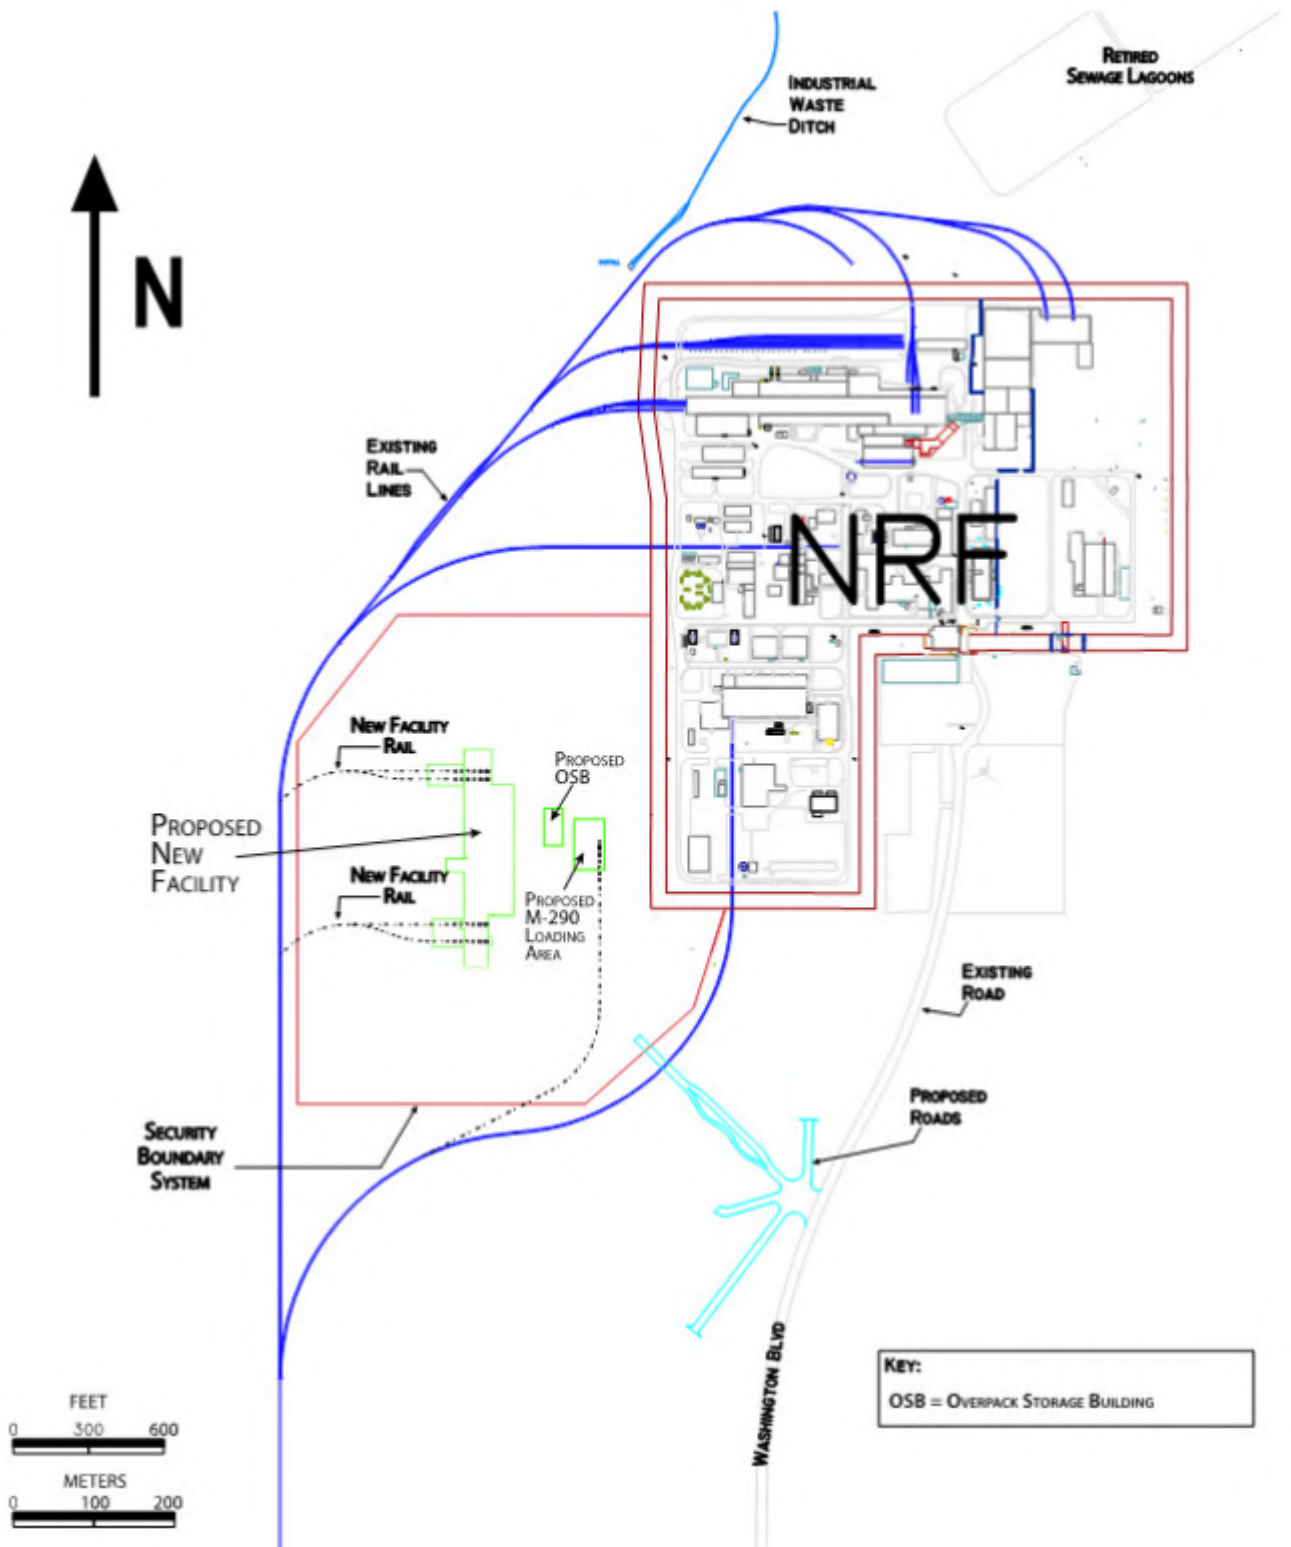 RETIRED
SEWAGE LAGOONS
INDUSTRIAL
WASTE
DITCH
N
EXISTING
RAIL
LINES
NRF
NEW FACILITY
RAIL
PROPOSED
OSB
PROPOSED
NEW
FACILITY
NEW FACILITY
RAIL
PROPOSED
M-290
LOADING
AREA
EXISTING
ROAD
PROPOSED
ROADS
SECURITY
BOUNDARY
SYSTEM
WASHINGTON BLVD
KEY:
OSB = OVERPACK STORAGE BUILDING
FEET
0 300 600
METERS
0 100 200